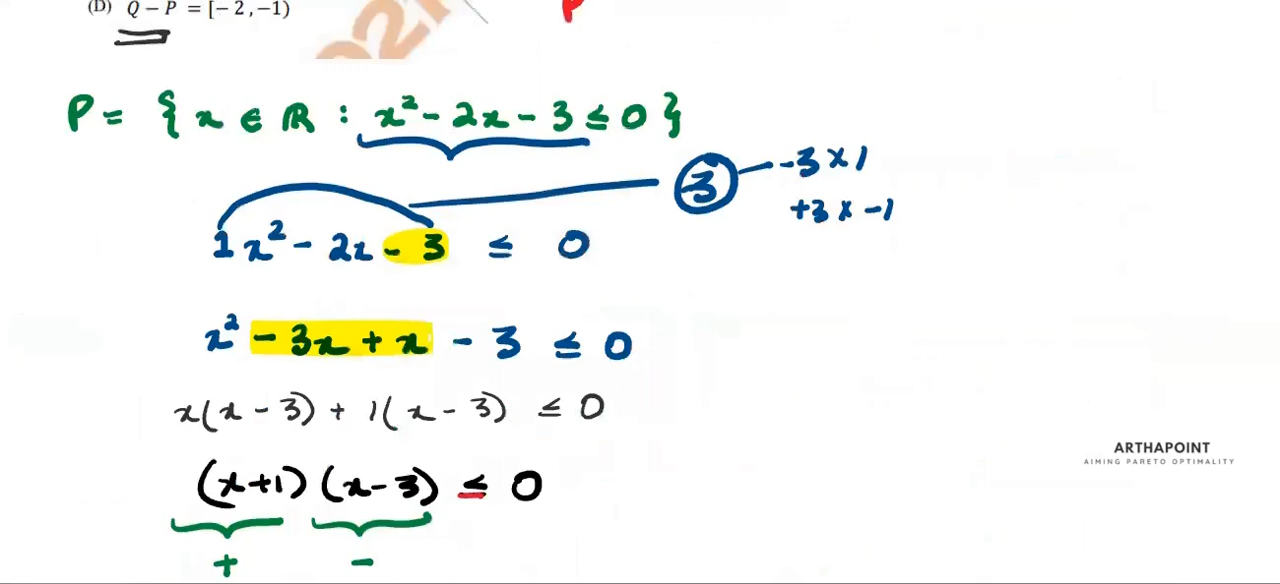 (D) Q − P = [− 2 , −1)
P = { x ∈ ℝ : x² − 2x − 3 ≤ 0 }
3
-3 × 1
+3 × -1
1x² − 2x − 3 ≤ 0
x² − 3x + x − 3 ≤ 0
x(x − 3) + 1(x − 3) ≤ 0
(x+1) (x−3) ≤ 0
+ −
ARTHAPOINT
AIMING PARETO OPTIMALITY